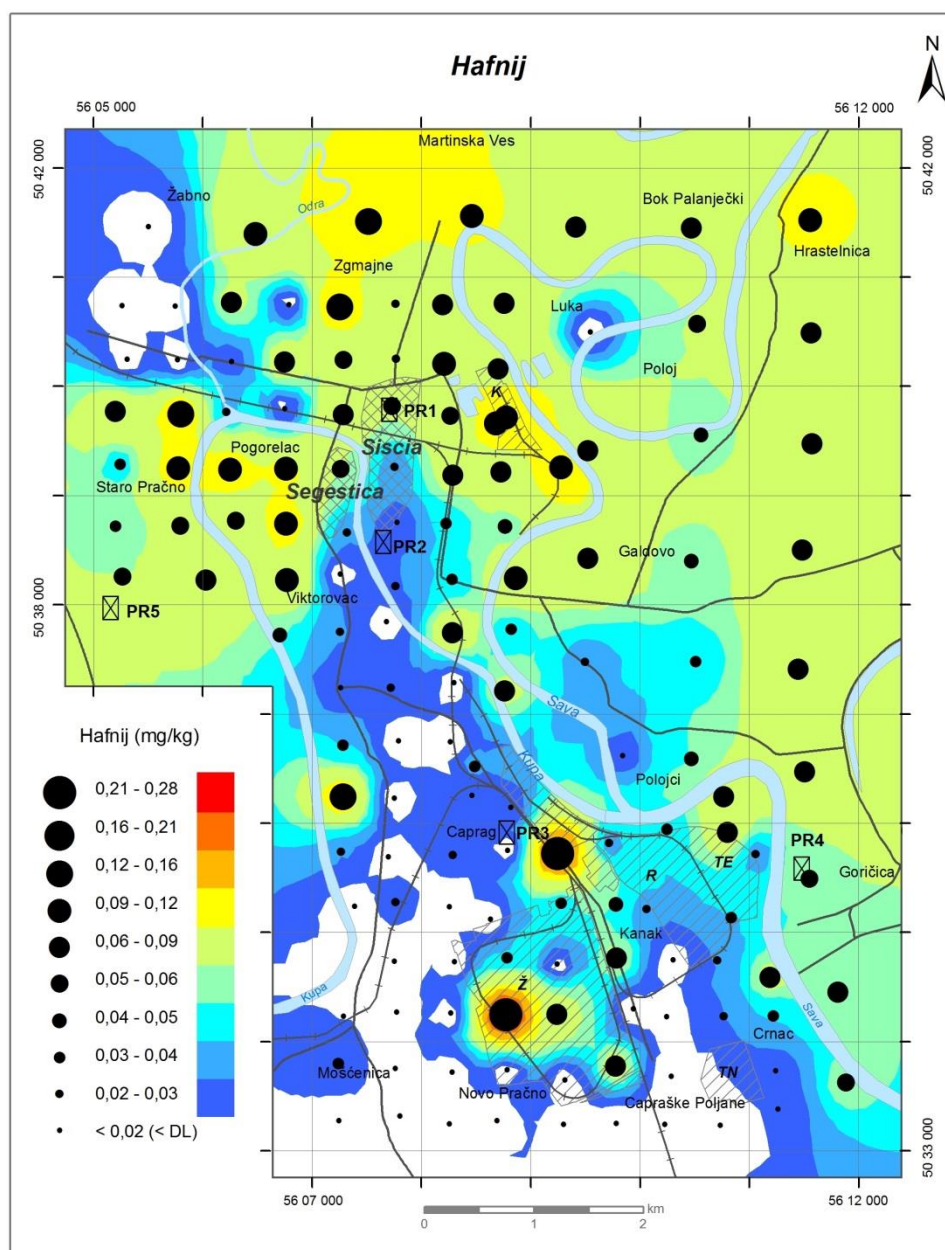 Hafnij
N
56 05 000
56 12 000
50 42 000
50 42 000
Martinska Ves
Žabno
Bok Palanječki
Odra
Hrastelnica
Zgmajne
Luka
Poloj
K
PR1
Siscia
Pogorelac
Staro Pračno
Segestica
PR2
Galdovo
Viktorovac
50 38 000
PR5
Sava
Hafnij (mg/kg)
Kupa
Polojci
0,21 - 0,28
0,16 - 0,21
0,12 - 0,16
0,09 - 0,12
0,06 - 0,09
0,05 - 0,06
0,04 - 0,05
0,03 - 0,04
0,02 - 0,03
< 0,02 (< DL)
Caprag
PR3
TE
PR4
R
Goričica
Kanak
Ž
Kupa
Sava
Crnac
Mošćenica
Novo Pračno
TN
Capraške Poljane
50 33 000
56 07 000
56 12 000
0 1 2 km